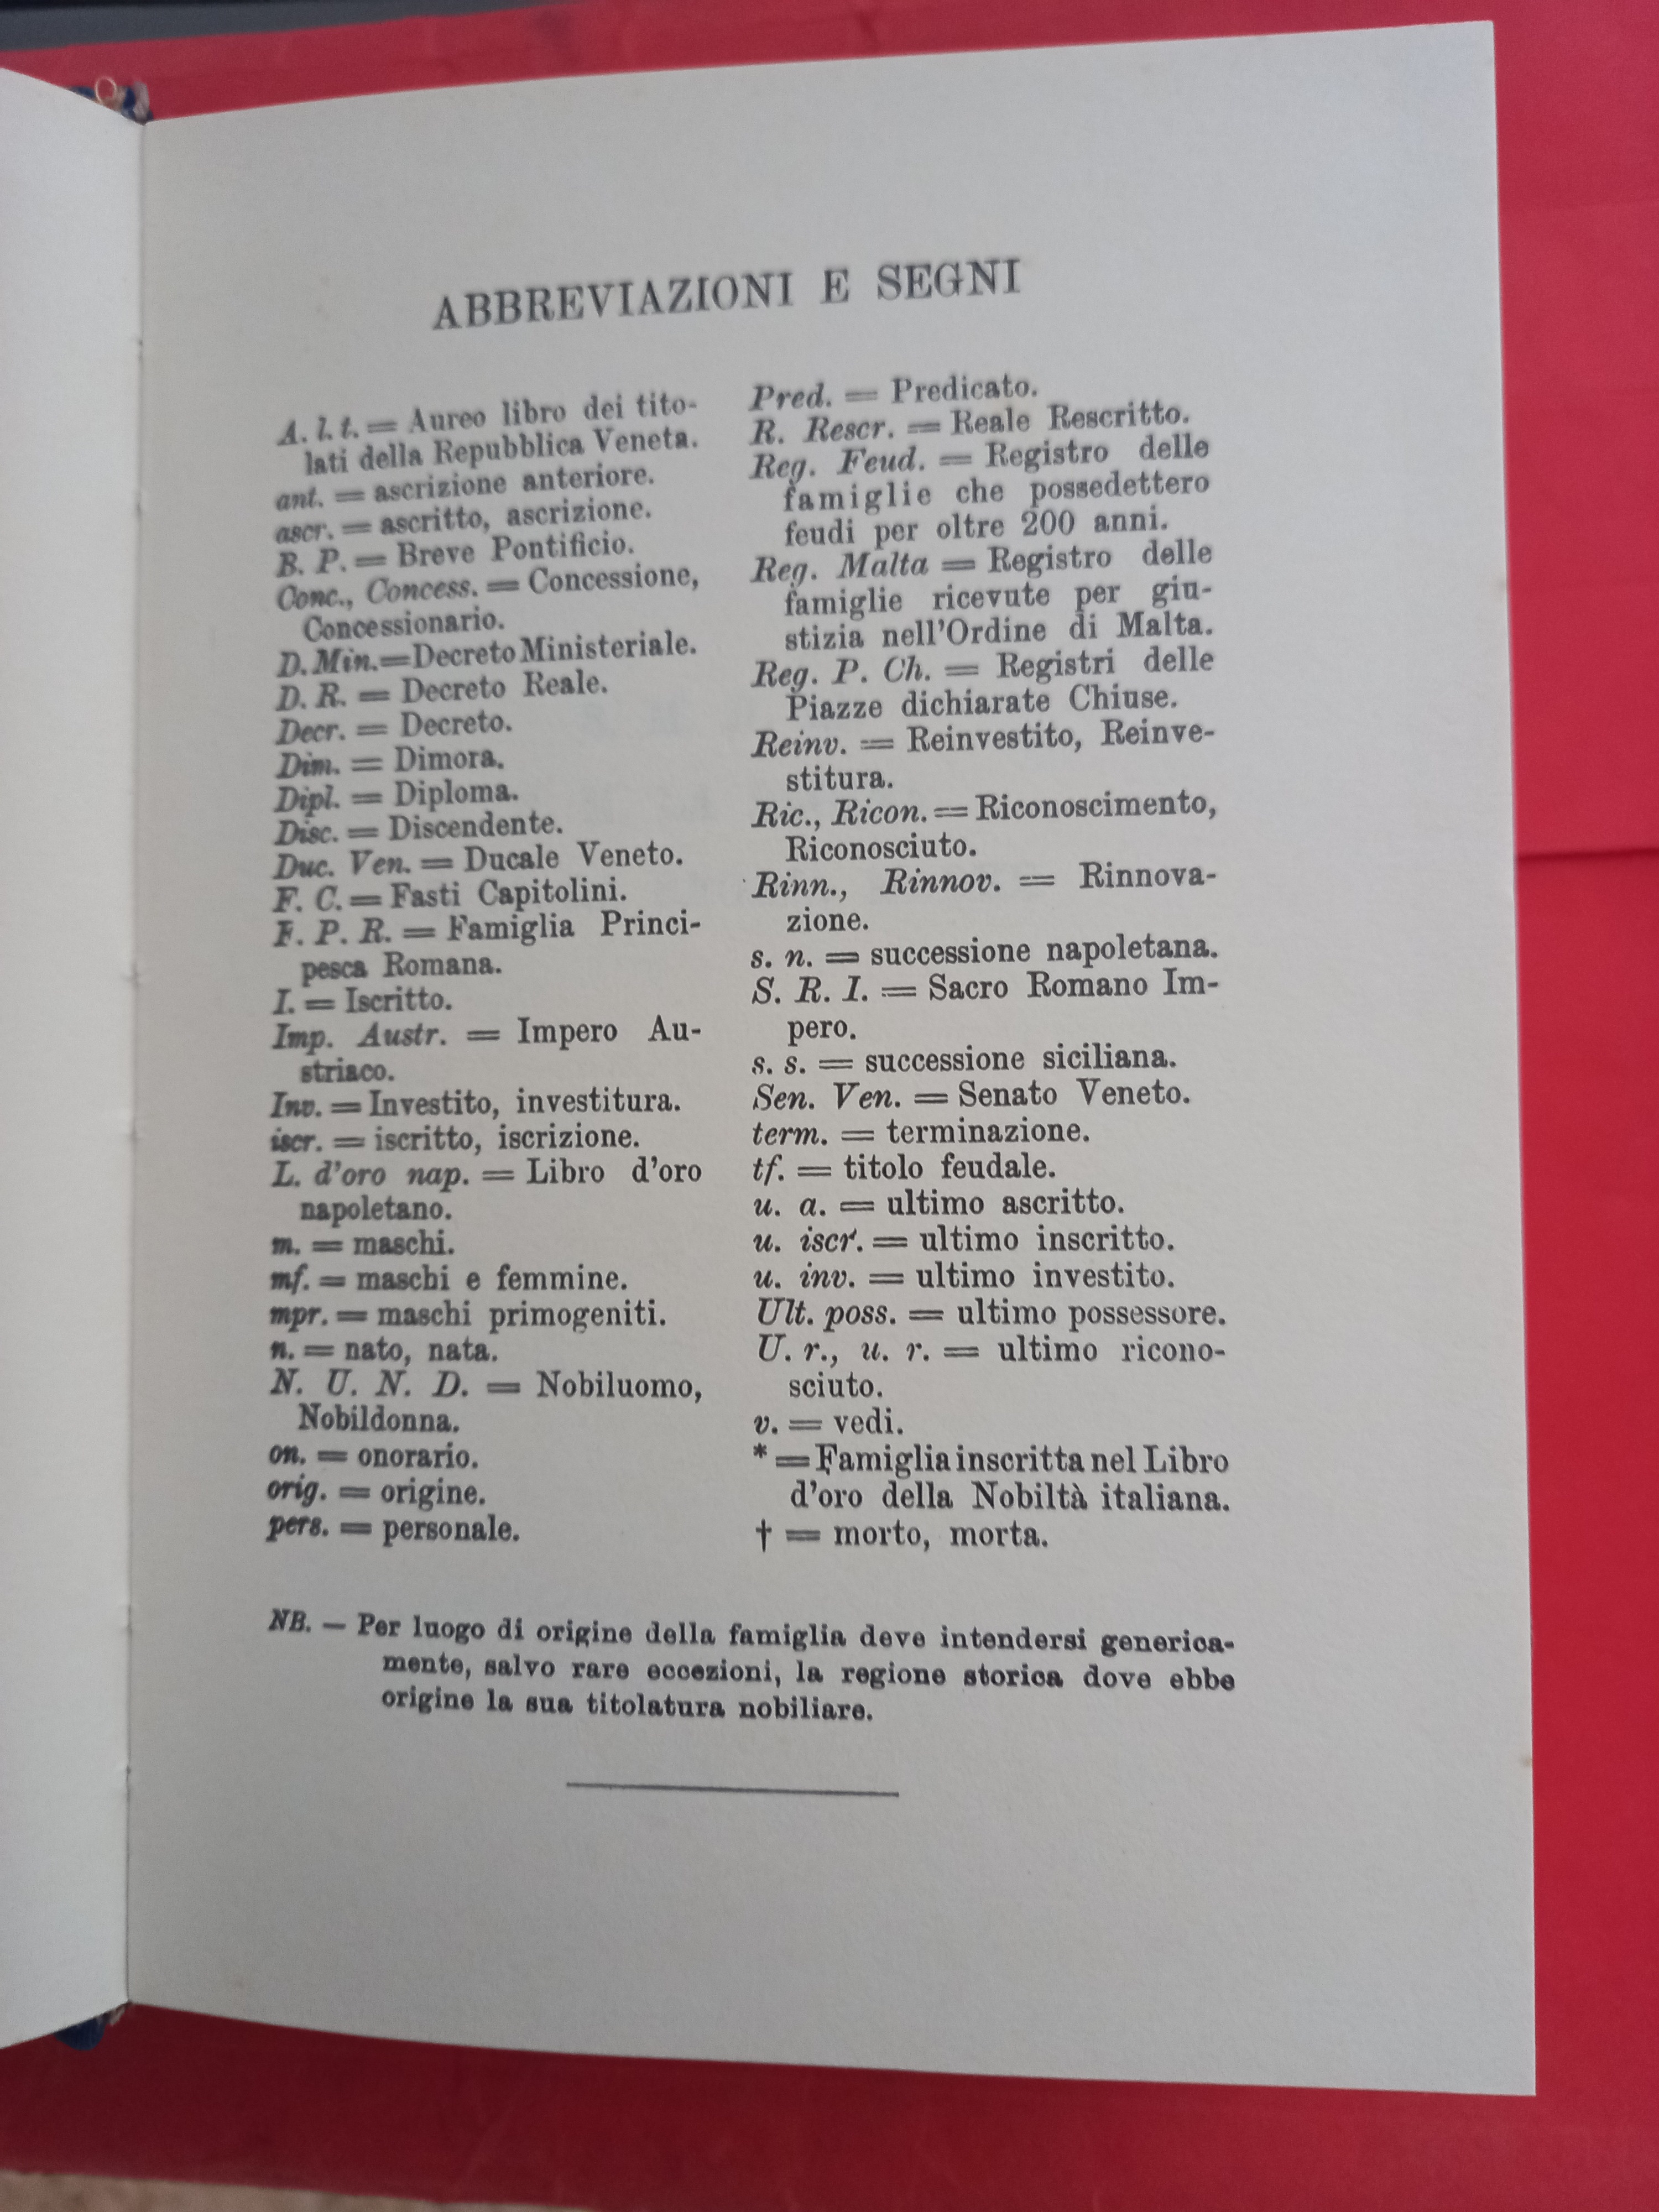 ABBREVIAZIONI E SEGNI
A. l. t. = Aureo libro dei tito-
lati della Repubblica Veneta.
ant. = ascrizione anteriore.
ascr. = ascritto, ascrizione.
B. P. = Breve Pontificio.
Conc., Concess. = Concessione,
Concessionario.
D. Min. = Decreto Ministeriale.
D. R. = Decreto Reale.
Decr. = Decreto.
Dim. = Dimora.
Dipl. = Diploma.
Disc. = Discendente.
Duc. Ven. = Ducale Veneto.
F. C. = Fasti Capitolini.
F. P. R. = Famiglia Princi-
pesca Romana.
I. = Iscritto.
Imp. Austr. = Impero Au-
striaco.
Inv. = Investito, investitura.
iscr. = iscritto, iscrizione.
L. d'oro nap. = Libro d'oro
napoletano.
m. = maschi.
mf. = maschi e femmine.
mpr. = maschi primogeniti.
n. = nato, nata.
N. U. N. D. = Nobiluomo,
Nobildonna.
on. = onorario.
orig. = origine.
pers. = personale.
Pred. = Predicato.
R. Rescr. = Reale Rescritto.
Reg. Feud. = Registro delle
famiglie che possedettero
feudi per oltre 200 anni.
Reg. Malta = Registro delle
famiglie ricevute per giu-
stizia nell'Ordine di Malta.
Reg. P. Ch. = Registri delle
Piazze dichiarate Chiuse.
Reinv. = Reinvestito, Reinve-
stitura.
Ric., Ricon. = Riconoscimento,
Riconosciuto.
Rinn., Rinnov. = Rinnova-
zione.
s. n. = successione napoletana.
S. R. I. = Sacro Romano Im-
pero.
s. s. = successione siciliana.
Sen. Ven. = Senato Veneto.
term. = terminazione.
tf. = titolo feudale.
u. a. = ultimo ascritto.
u. iscr. = ultimo inscritto.
u. inv. = ultimo investito.
Ult. poss. = ultimo possessore.
U. r., u. r. = ultimo ricono-
sciuto.
v. = vedi.
* = Famiglia inscritta nel Libro
d'oro della Nobiltà italiana.
† = morto, morta.
NB. — Per luogo di origine della famiglia deve intendersi generica-
mente, salvo rare eccezioni, la regione storica dove ebbe
origine la sua titolatura nobiliare.